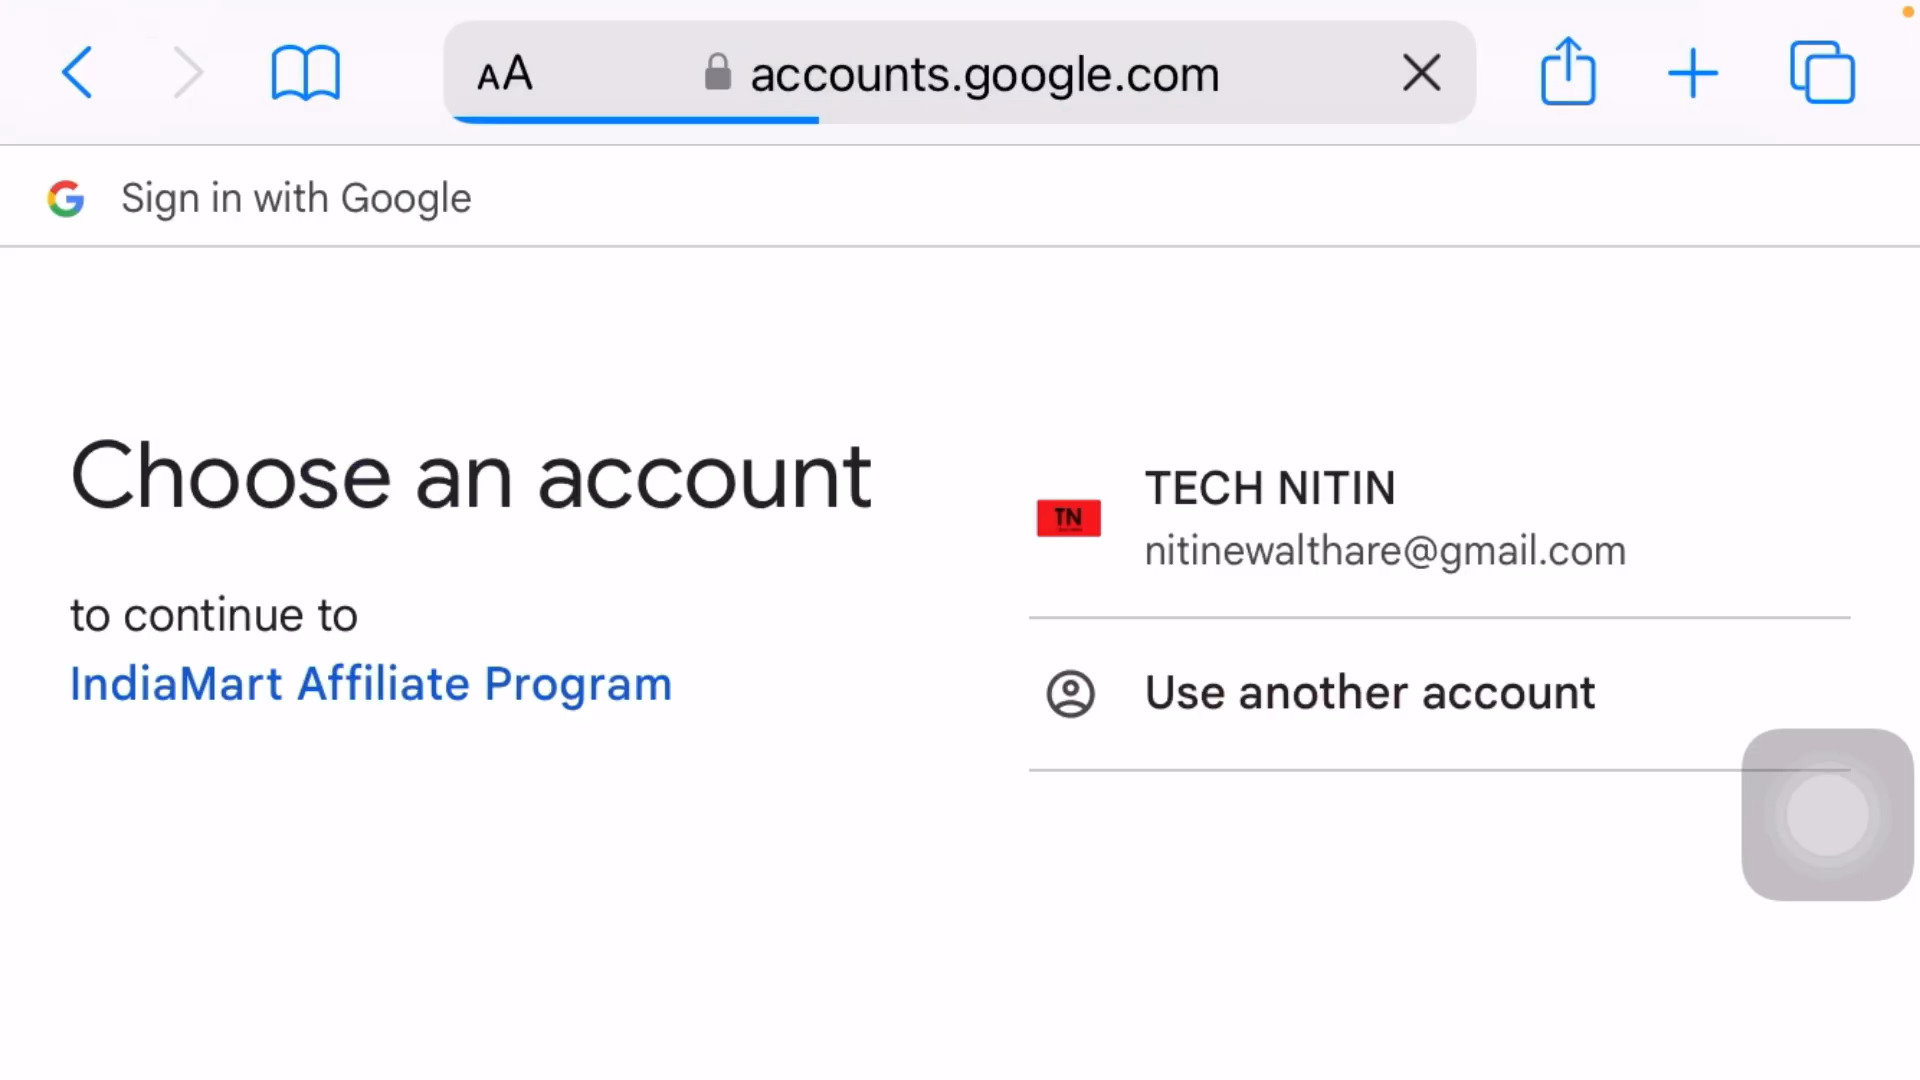 AA accounts.google.com
Sign in with Google
Choose an account
to continue to
IndiaMart Affiliate Program
TN
TECH NITIN
nitinewalthare@gmail.com
Use another account